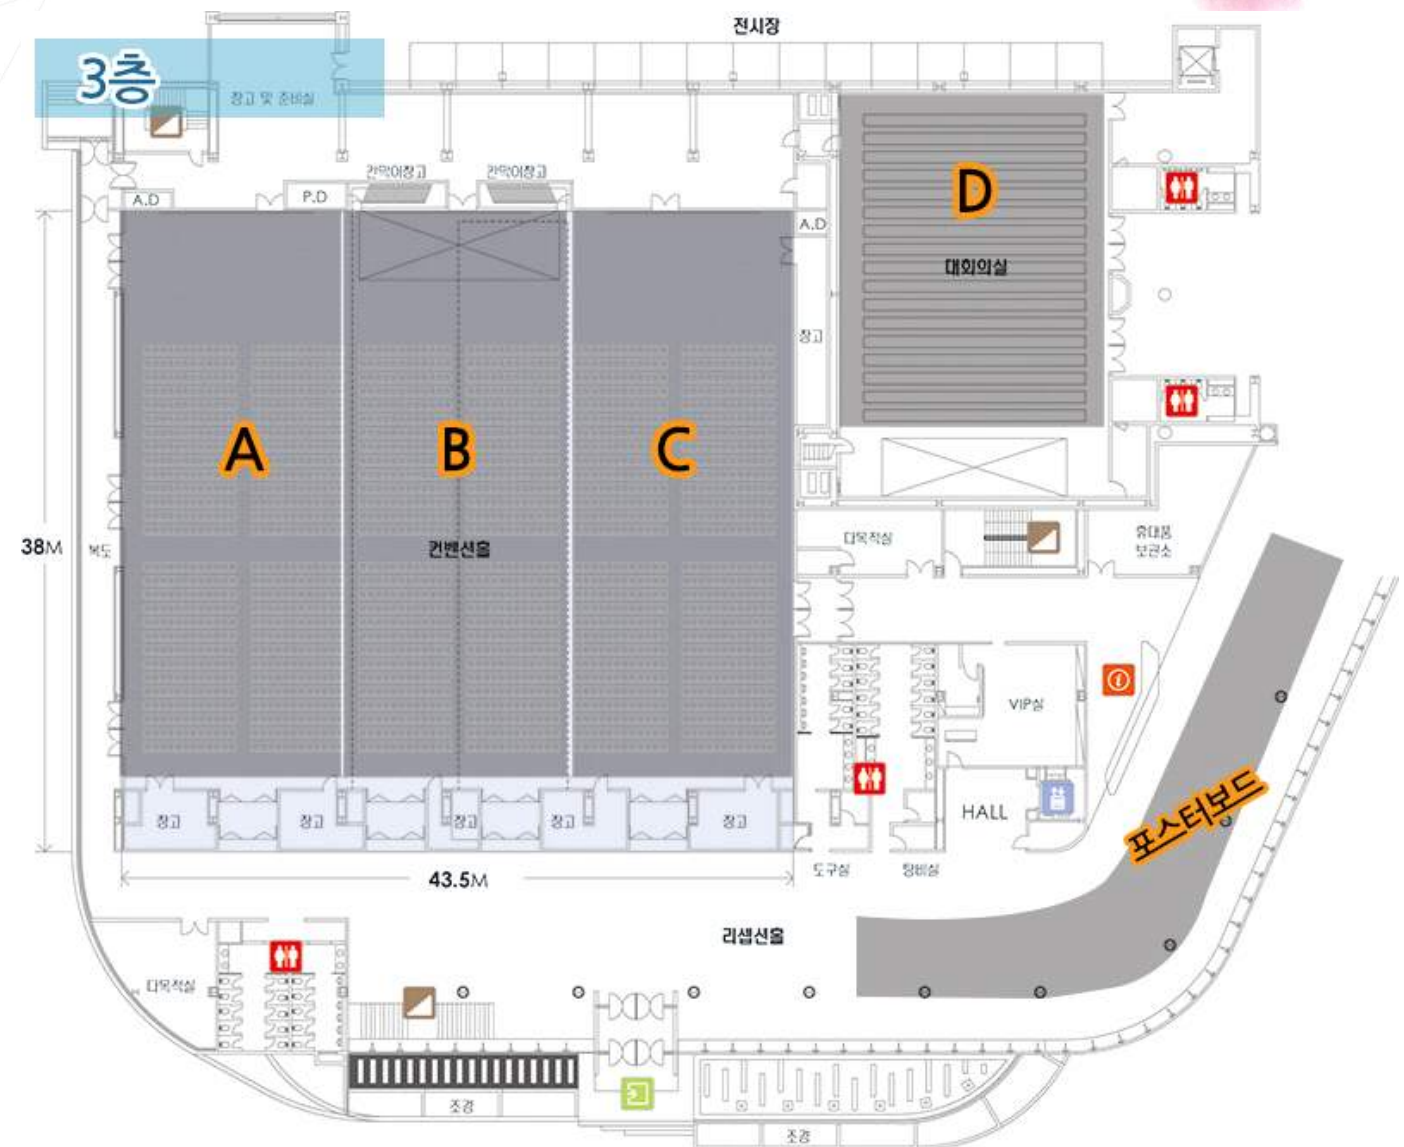 전시장
3층
창고 및 준비실
칸막이창고
칸막이창고
A.D
P.D
D
A.D
대회의실
창고
A
B
C
38M
복도
컨벤션홀
다목적실
휴대품
보관소
VIP실
창고
창고
창고
창고
창고
HALL
포스터보드
43.5M
도구실
탕비실
리셉션홀
다목적실
조경
조경